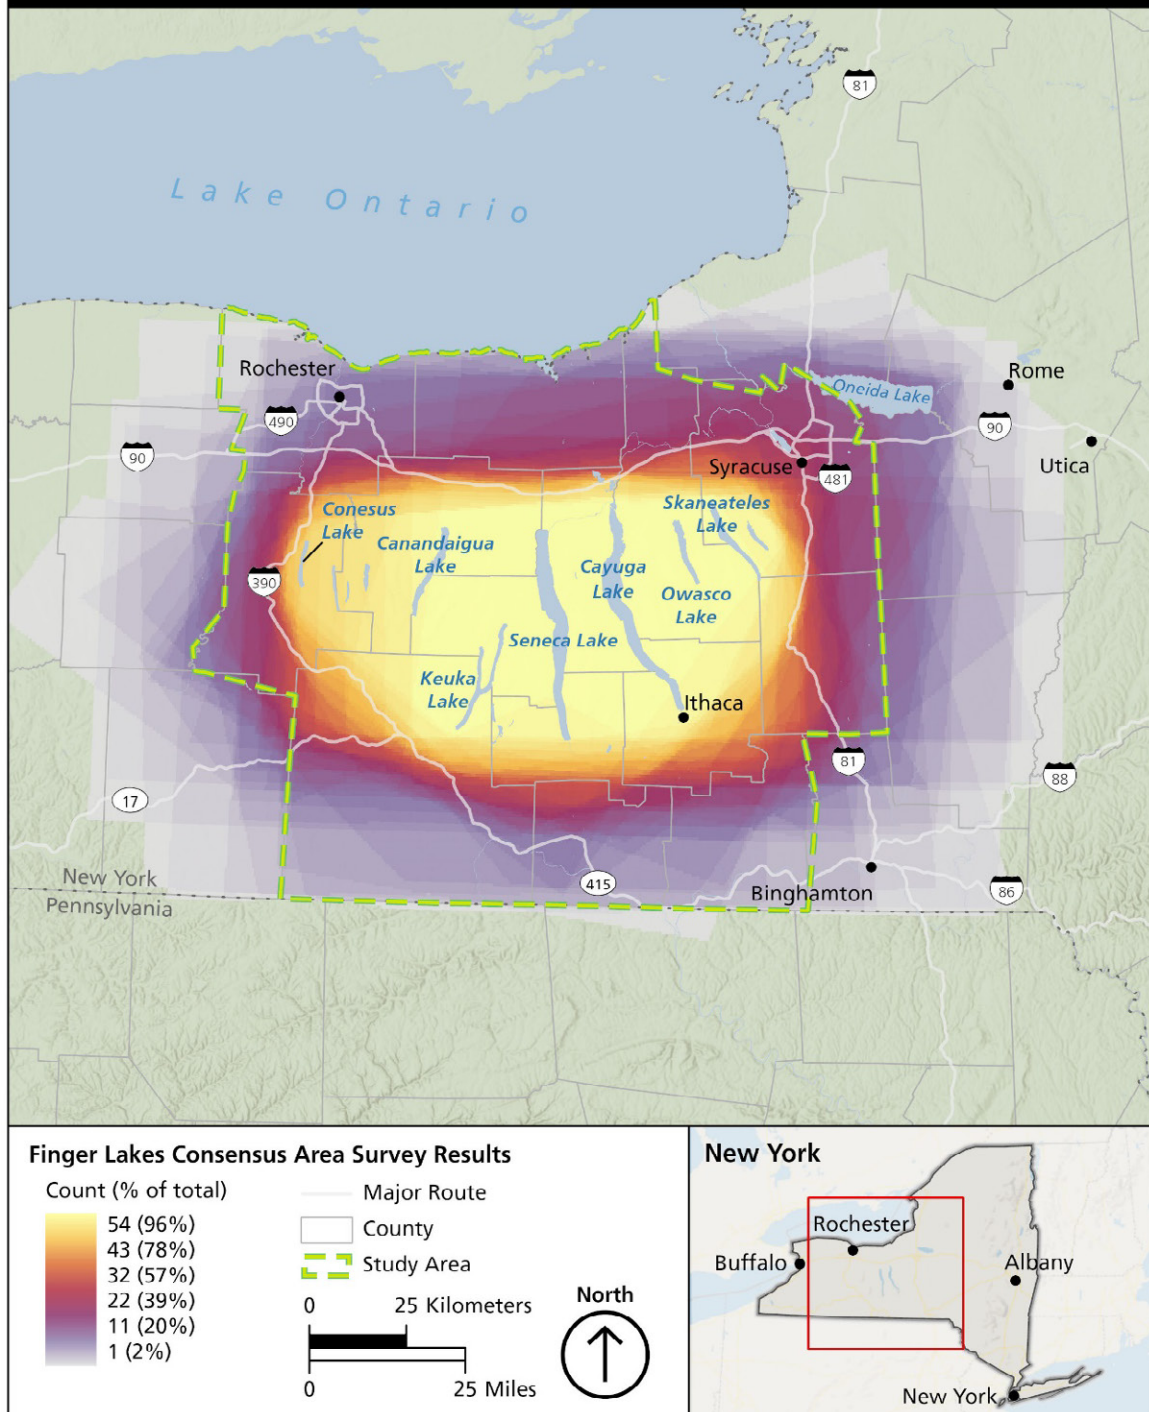 81
Lake Ontario
Rochester
Oneida Lake
Rome
490
90
90
Syracuse
481
Utica
Conesus
Lake
Skaneateles
Lake
Canandaigua
Lake
390
Cayuga
Lake
Owasco
Lake
Seneca Lake
Keuka
Lake
Ithaca
81
88
17
New York
Pennsylvania
415
Binghamton
86
Finger Lakes Consensus Area Survey Results
Count (% of total)
54 (96%)
43 (78%)
32 (57%)
22 (39%)
11 (20%)
1 (2%)
Major Route
County
Study Area
0 25 Kilometers
0 25 Miles
North
New York
Rochester
Buffalo
Albany
New York